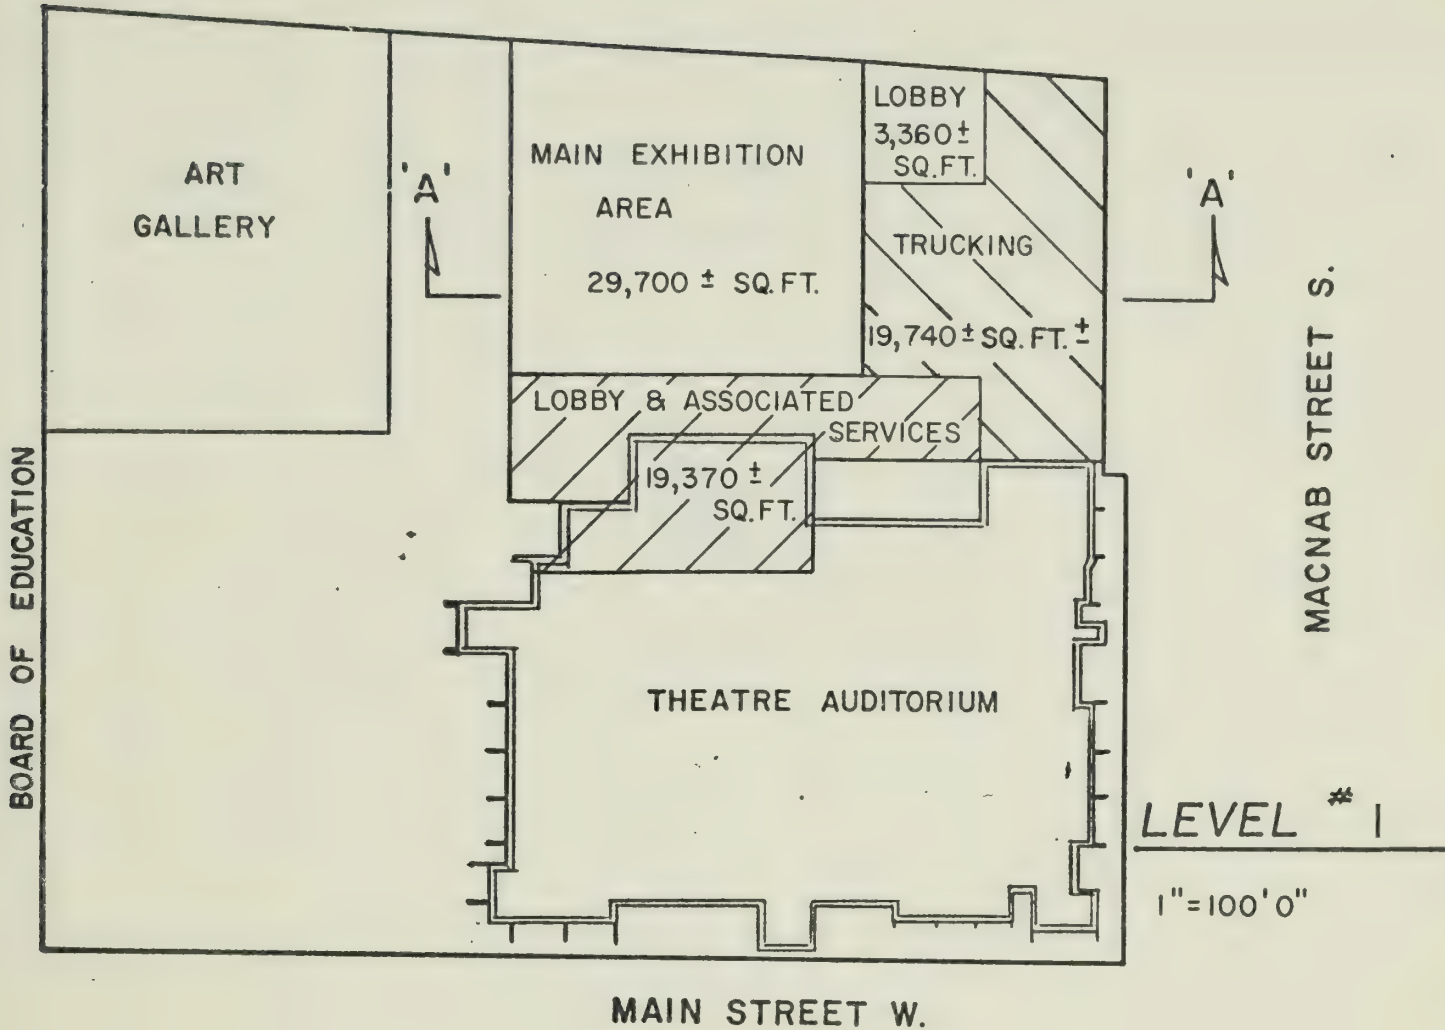 ART
GALLERY
'A'
MAIN EXHIBITION
AREA
29,700 ± SQ. FT.
LOBBY
3,360 ±
SQ. FT.
TRUCKING
19,740 ± SQ. FT. ±
'A'
LOBBY & ASSOCIATED
SERVICES
19,370 ±
SQ. FT.
THEATRE AUDITORIUM
BOARD OF EDUCATION
MACNAB STREET S.
LEVEL # 1
1"=100'0"
MAIN STREET W.